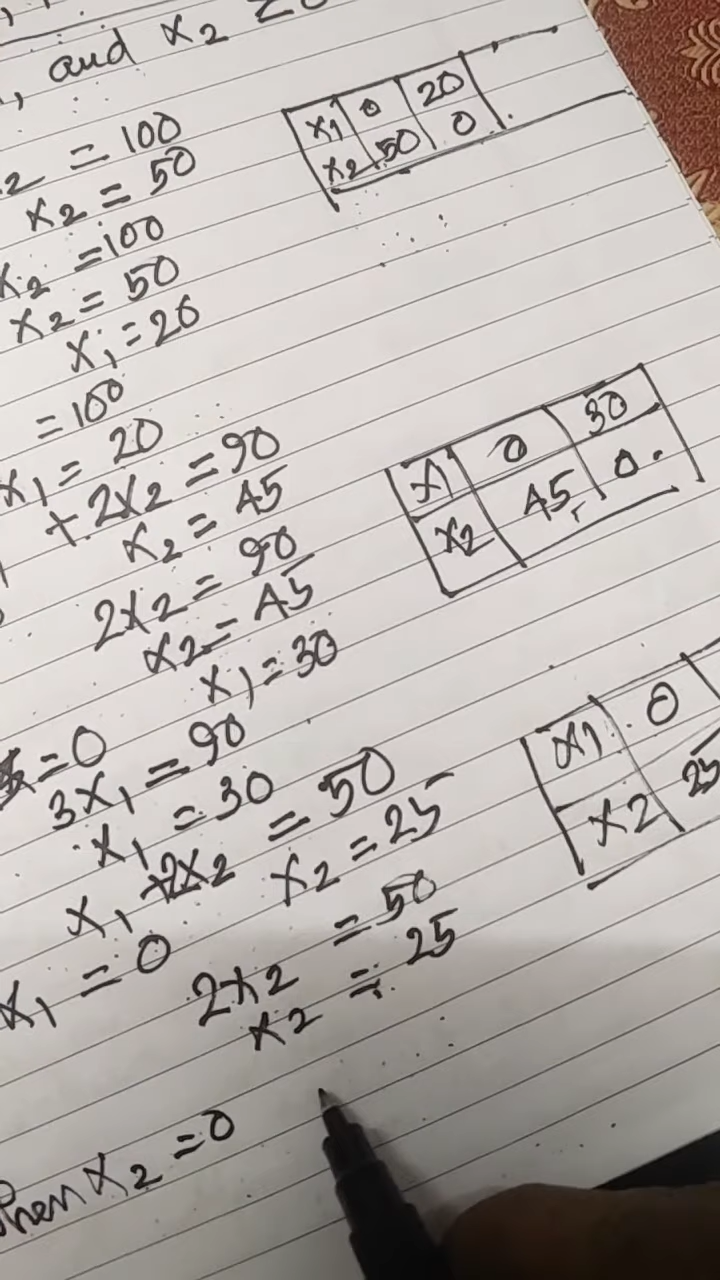 and x2 ≥0
x1 0 20
x2 50 0
2 = 100
x2 = 50
x2 = 100
x2 = 50
x1 = 20
= 100
x1 = 20
+ 2x2 = 90
x2 = 45
x1 0 30
x2 45 0
2x2 = 90
x2 = 45
x1 = 30
= 0
3x1 = 90
x1 = 30
x1 + 2x2 = 50
x2 = 25
x1 0
x2 25
x1 = 0
2x2 = 50
x2 = 25
When x2 = 0